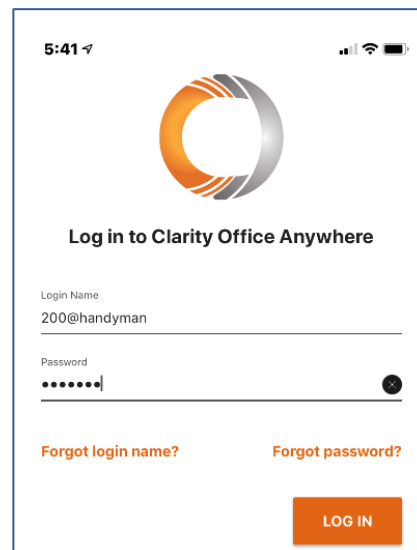 5:41
Log in to Clarity Office Anywhere
Login Name
200@handyman
Password
•••••••
Forgot login name? Forgot password?
LOG IN